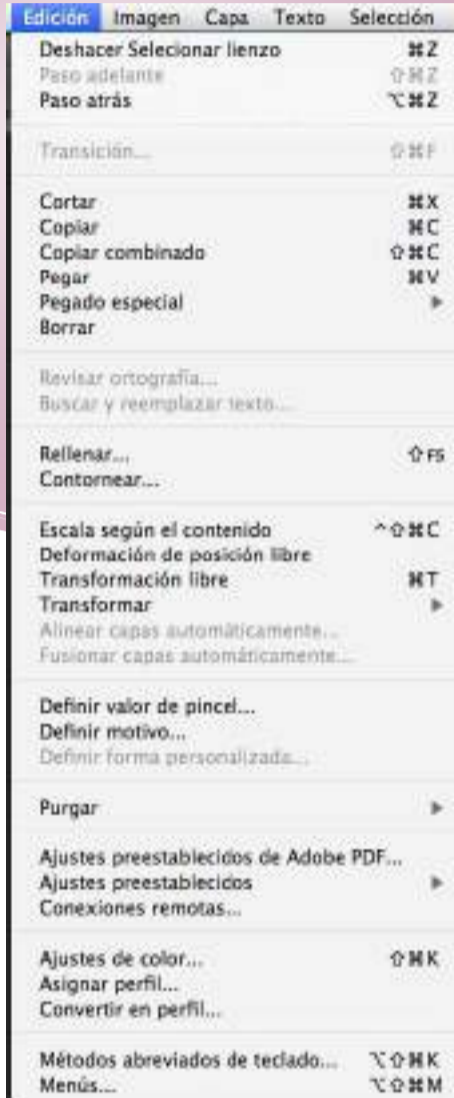 Edición Imagen Capa Texto Selección
Deshacer Selecionar lienzo ⌘Z
Paso adelante ⇧⌘Z
Paso atrás ⌥⌘Z
Transición... ⇧⌘F
Cortar ⌘X
Copiar ⌘C
Copiar combinado ⇧⌘C
Pegar ⌘V
Pegado especial ▶
Borrar
Revisar ortografía...
Buscar y reemplazar texto...
Rellenar... ⇧F5
Contornear...
Escala según el contenido ^⇧⌘C
Deformación de posición libre
Transformación libre ⌘T
Transformar ▶
Alinear capas automáticamente...
Fusionar capas automáticamente...
Definir valor de pincel...
Definir motivo...
Definir forma personalizada...
Purgar ▶
Ajustes preestablecidos de Adobe PDF...
Ajustes preestablecidos ▶
Conexiones remotas...
Ajustes de color... ⇧⌘K
Asignar perfil...
Convertir en perfil...
Métodos abreviados de teclado... ⌥⇧⌘K
Menús... ⌥⇧⌘M